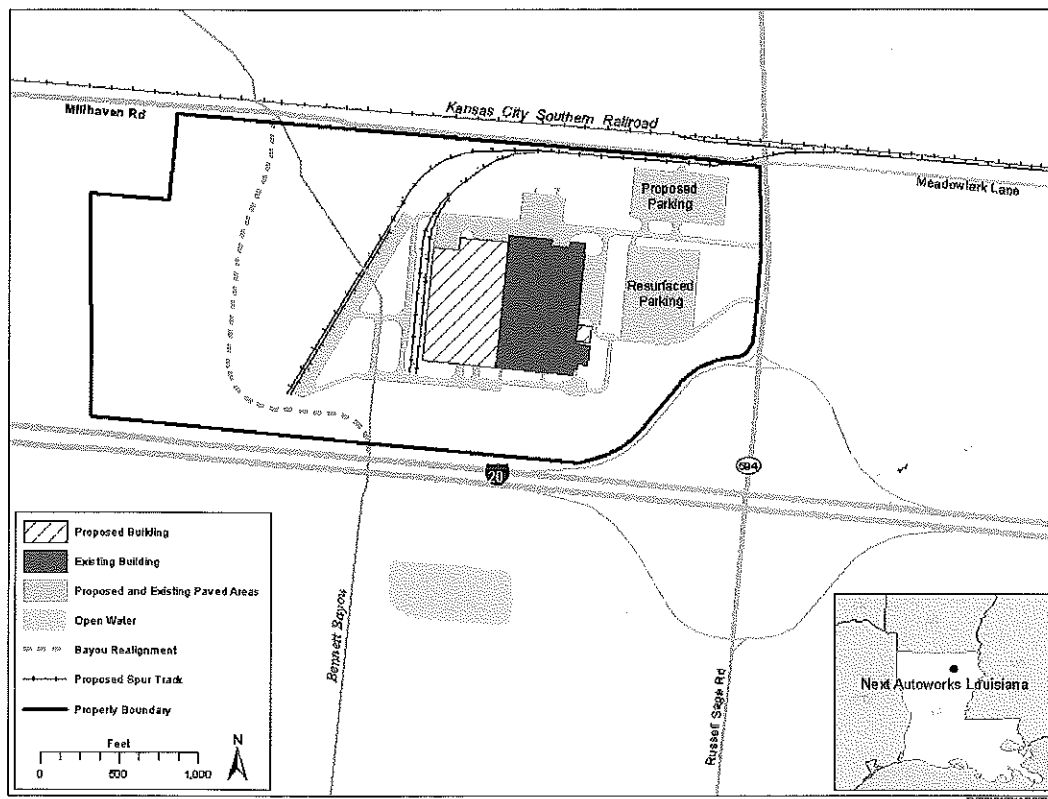 Kansas City Southern Railroad
Millhaven Rd
Meadowlark Lane
Proposed
Parking
Resurfaced
Parking
594
20
Bennett Bayou
Russell Sage Rd
Proposed Building
Existing Building
Proposed and Existing Paved Areas
Open Water
Bayou Realignment
Proposed Spur Track
Property Boundary
Feet
0 500 1,000
N
Next Autoworks Louisiana